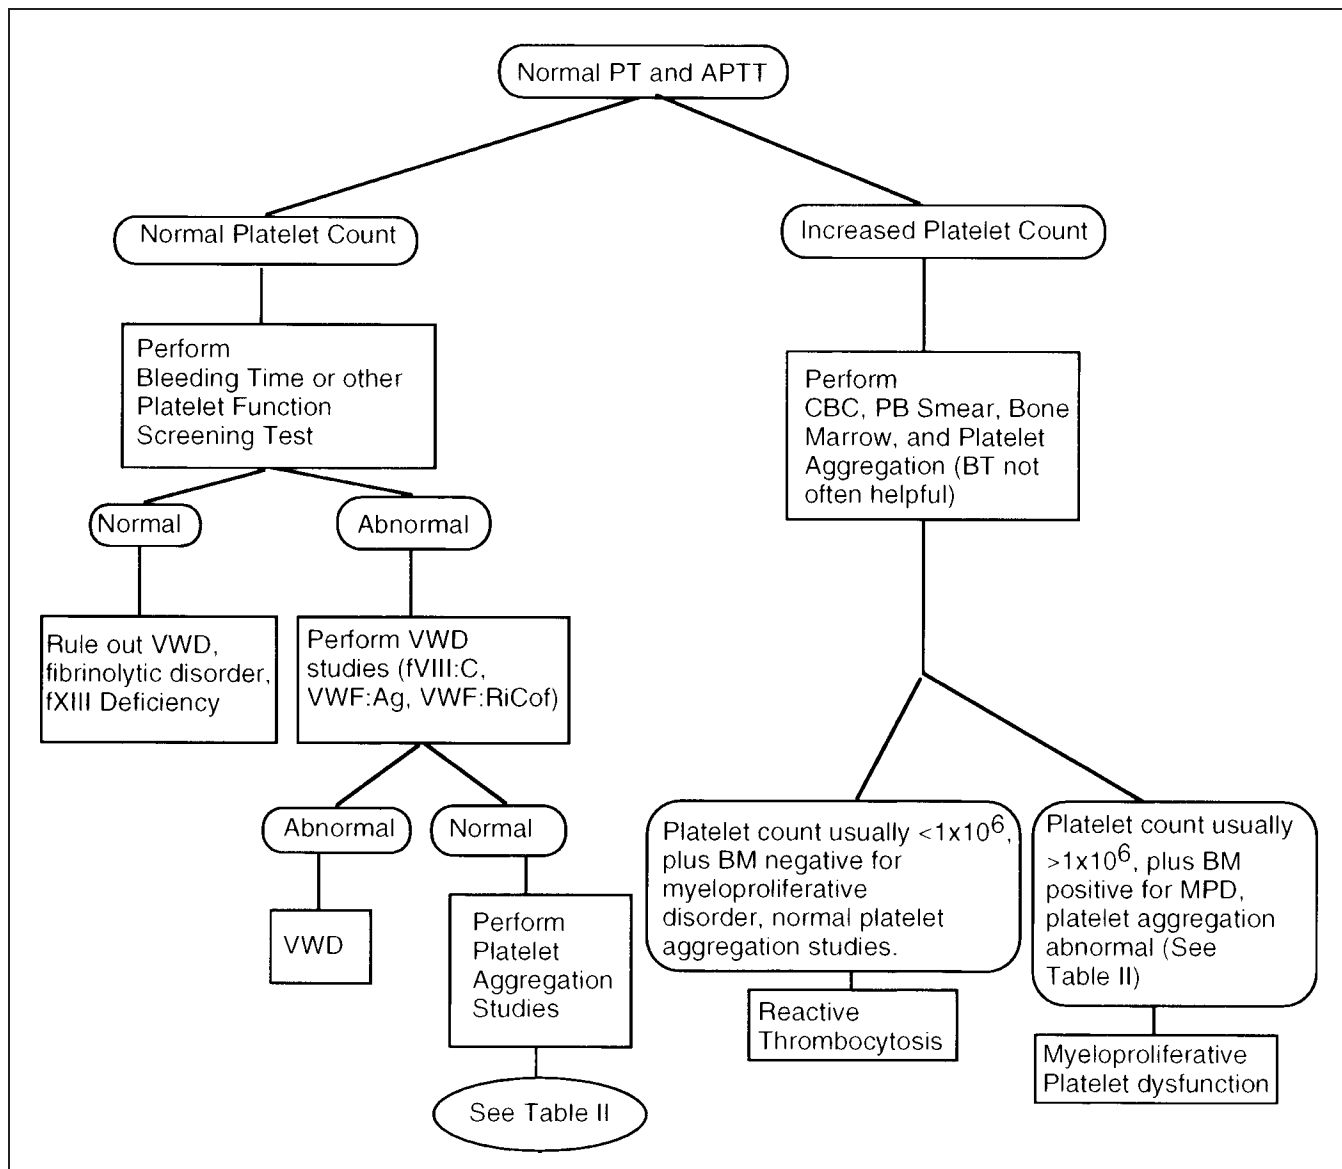 Normal PT and APTT
Normal Platelet Count
Increased Platelet Count
Perform
Bleeding Time or other
Platelet Function
Screening Test
Perform
CBC, PB Smear, Bone
Marrow, and Platelet
Aggregation (BT not
often helpful)
Normal
Abnormal
Rule out VWD,
fibrinolytic disorder,
fXIII Deficiency
Perform VWD
studies (fVIII:C,
VWF:Ag, VWF:RiCof)
Abnormal
Normal
VWD
Perform
Platelet
Aggregation
Studies
See Table II
Platelet count usually <1x10⁶,
plus BM negative for
myeloproliferative
disorder, normal platelet
aggregation studies.
Reactive
Thrombocytosis
Platelet count usually
>1x10⁶, plus BM
positive for MPD,
platelet aggregation
abnormal (See
Table II)
Myeloproliferative
Platelet dysfunction